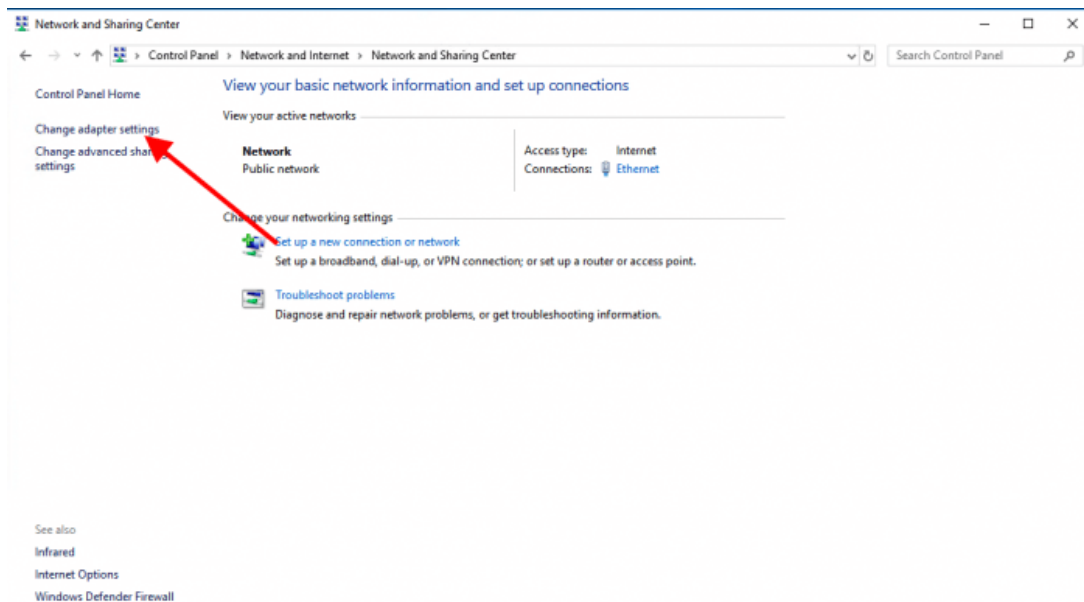 Network and Sharing Center
Control Panel > Network and Internet > Network and Sharing Center
Search Control Panel
Control Panel Home
Change adapter settings
Change advanced sharing
settings
View your basic network information and set up connections
View your active networks
Network
Public network
Access type: Internet
Connections: Ethernet
Change your networking settings
Set up a new connection or network
Set up a broadband, dial-up, or VPN connection; or set up a router or access point.
Troubleshoot problems
Diagnose and repair network problems, or get troubleshooting information.
See also
Infrared
Internet Options
Windows Defender Firewall